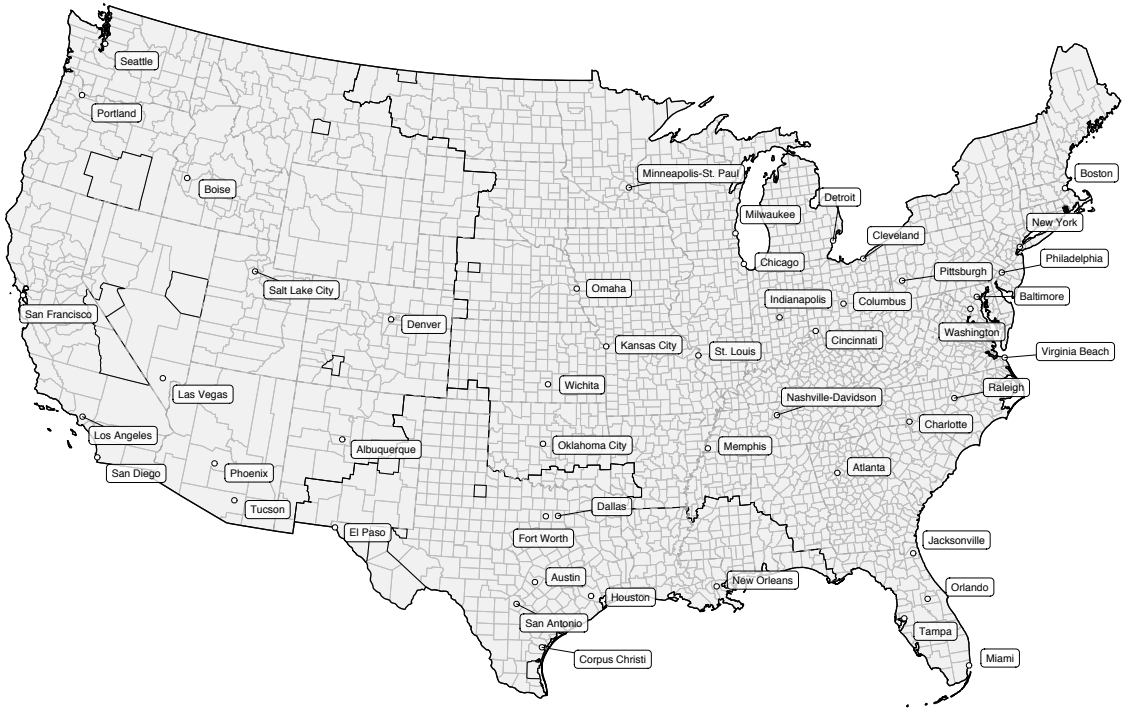 Seattle
Portland
Minneapolis-St. Paul
Boston
Boise
Detroit
Milwaukee
New York
Cleveland
Philadelphia
Chicago
Pittsburgh
Salt Lake City
Omaha
Indianapolis
Columbus
Baltimore
San Francisco
Denver
Washington
Cincinnati
Kansas City
St. Louis
Virginia Beach
Wichita
Raleigh
Las Vegas
Nashville-Davidson
Charlotte
Los Angeles
Albuquerque
Oklahoma City
Memphis
Atlanta
San Diego
Phoenix
Tucson
Dallas
El Paso
Fort Worth
Jacksonville
Austin
New Orleans
Orlando
Houston
San Antonio
Tampa
Corpus Christi
Miami